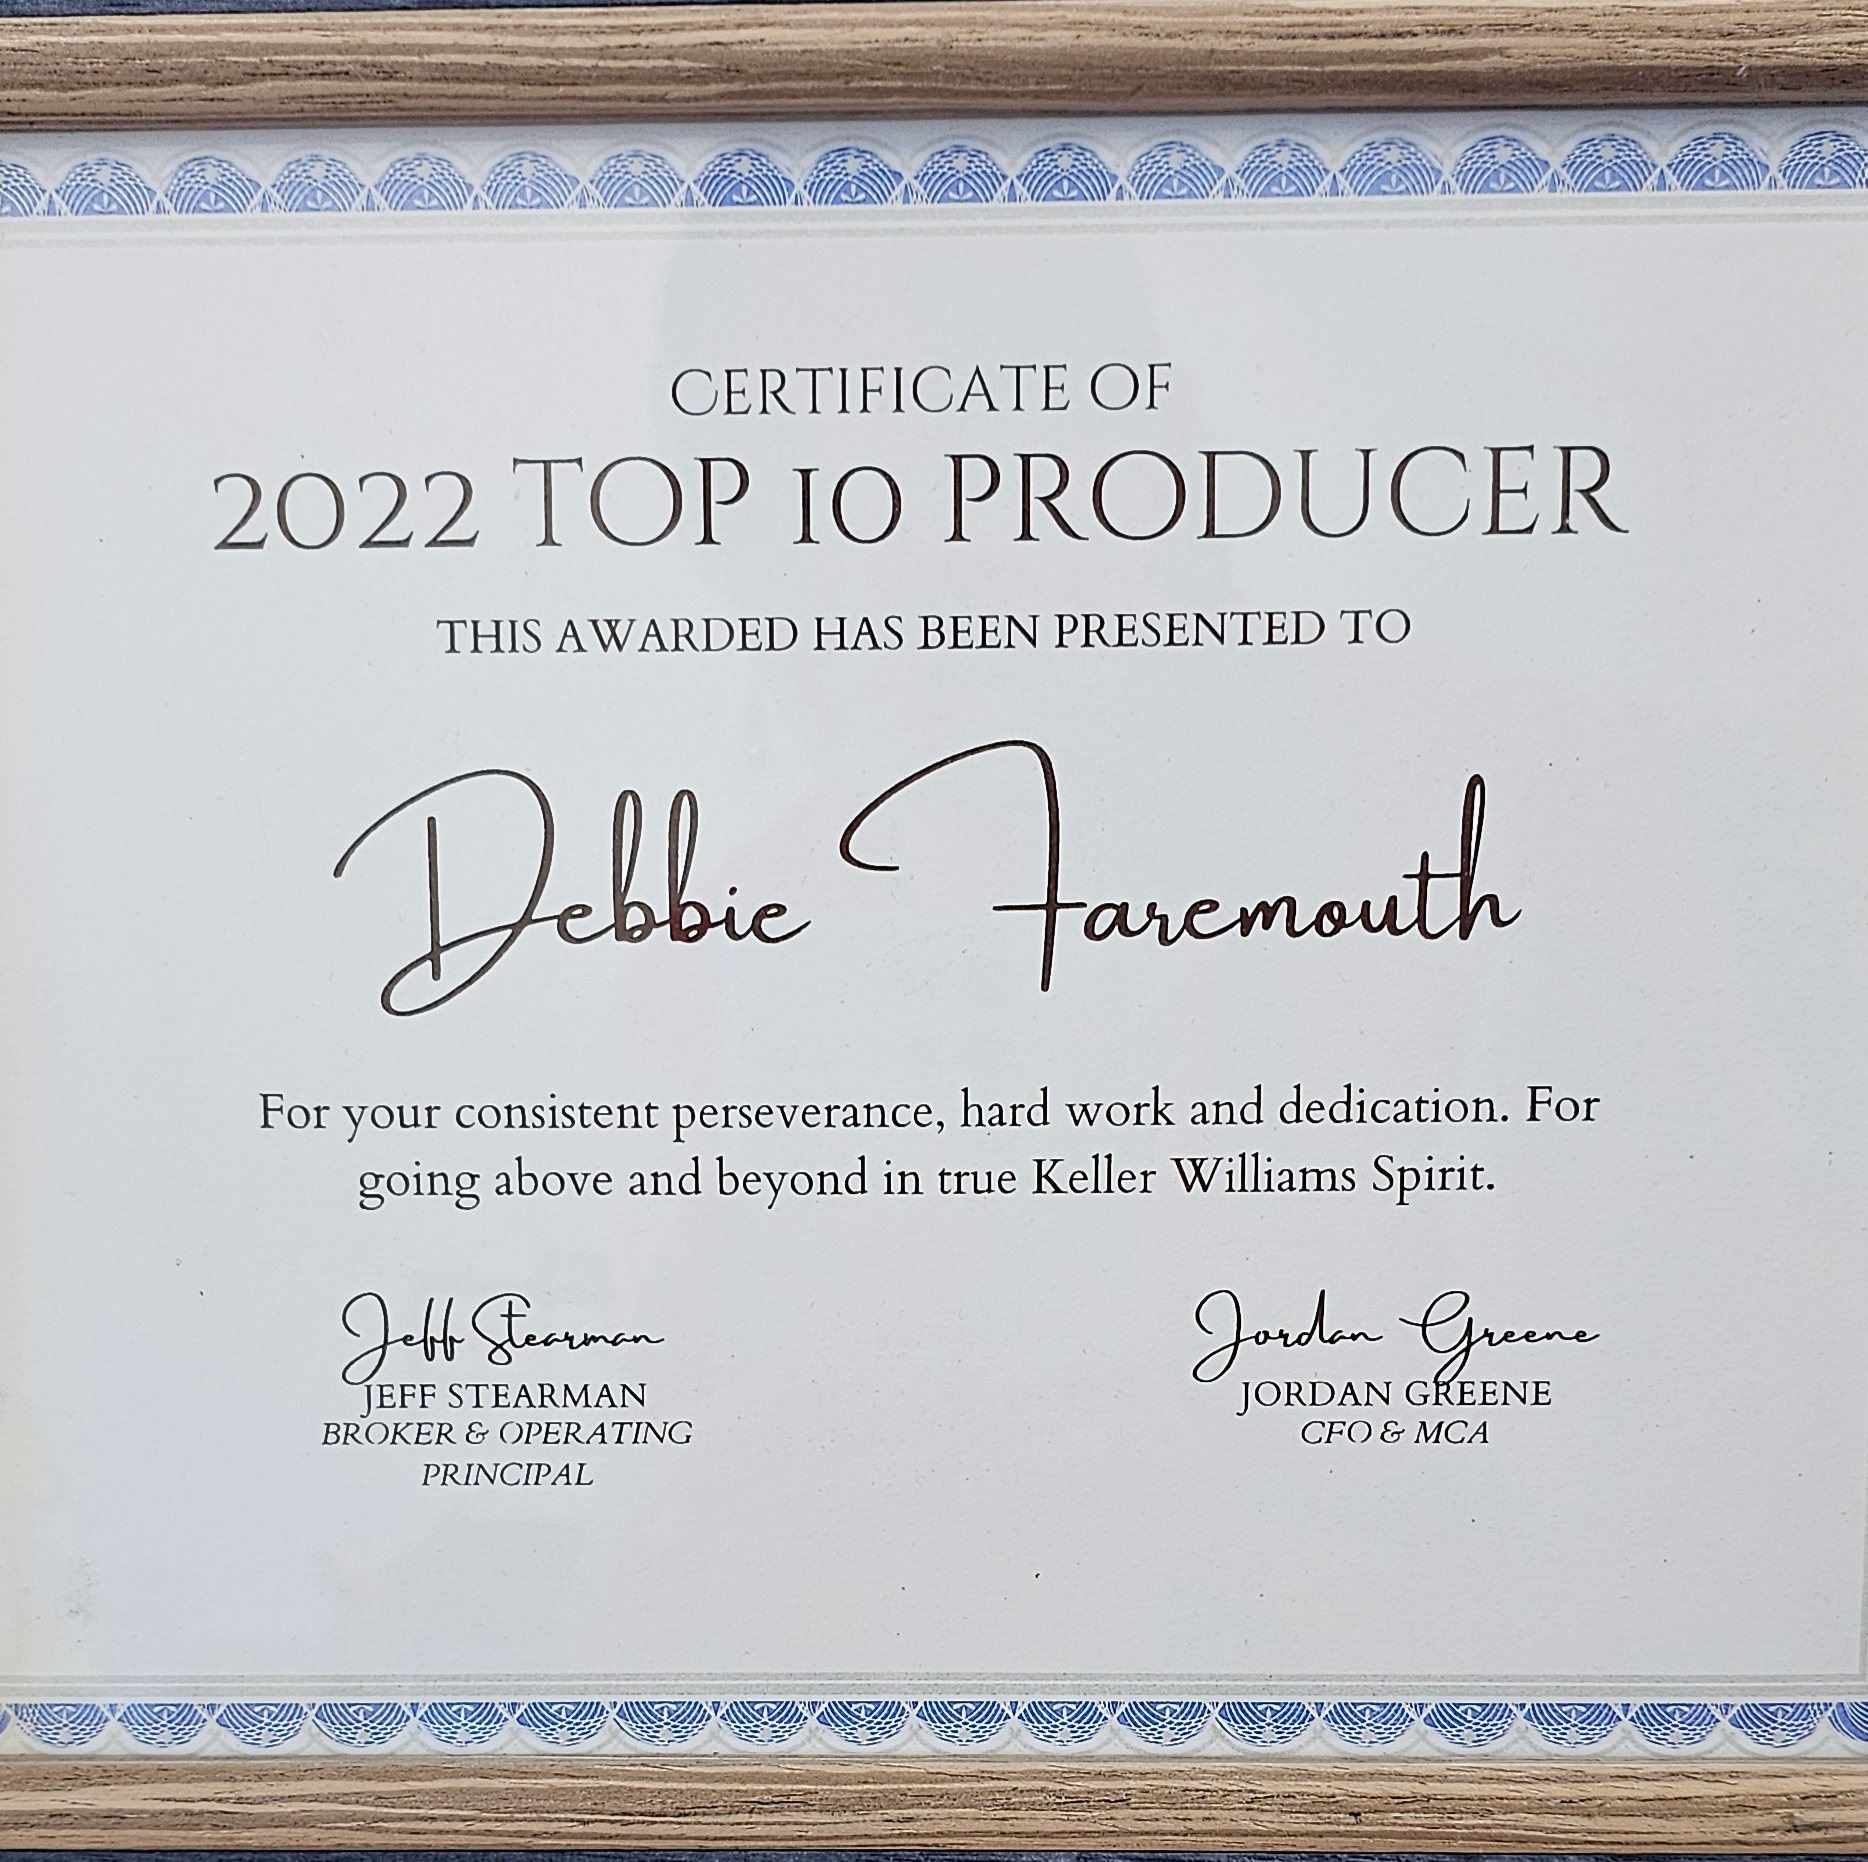 CERTIFICATE OF
2022 TOP 10 PRODUCER
THIS AWARDED HAS BEEN PRESENTED TO
Debbie Faremouth
For your consistent perseverance, hard work and dedication. For
going above and beyond in true Keller Williams Spirit.
Jeff Stearman
JEFF STEARMAN
BROKER & OPERATING
PRINCIPAL
Jordan Greene
JORDAN GREENE
CFO & MCA